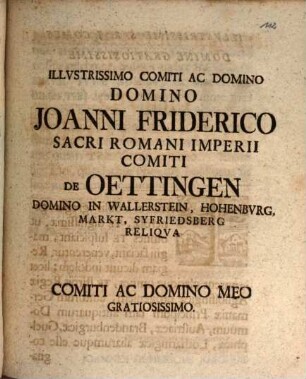 ILLVSTRISSIMO COMITI AC DOMINO
DOMINO
JOANNI FRIDERICO
SACRI ROMANI IMPERII
COMITI
DE OETTINGEN
DOMINO IN WALLERSTEIN, HOHENBVRG,
MARKT, SYFRIEDSBERG
RELIQVA
COMITI AC DOMINO MEO
GRATIOSISSIMO.